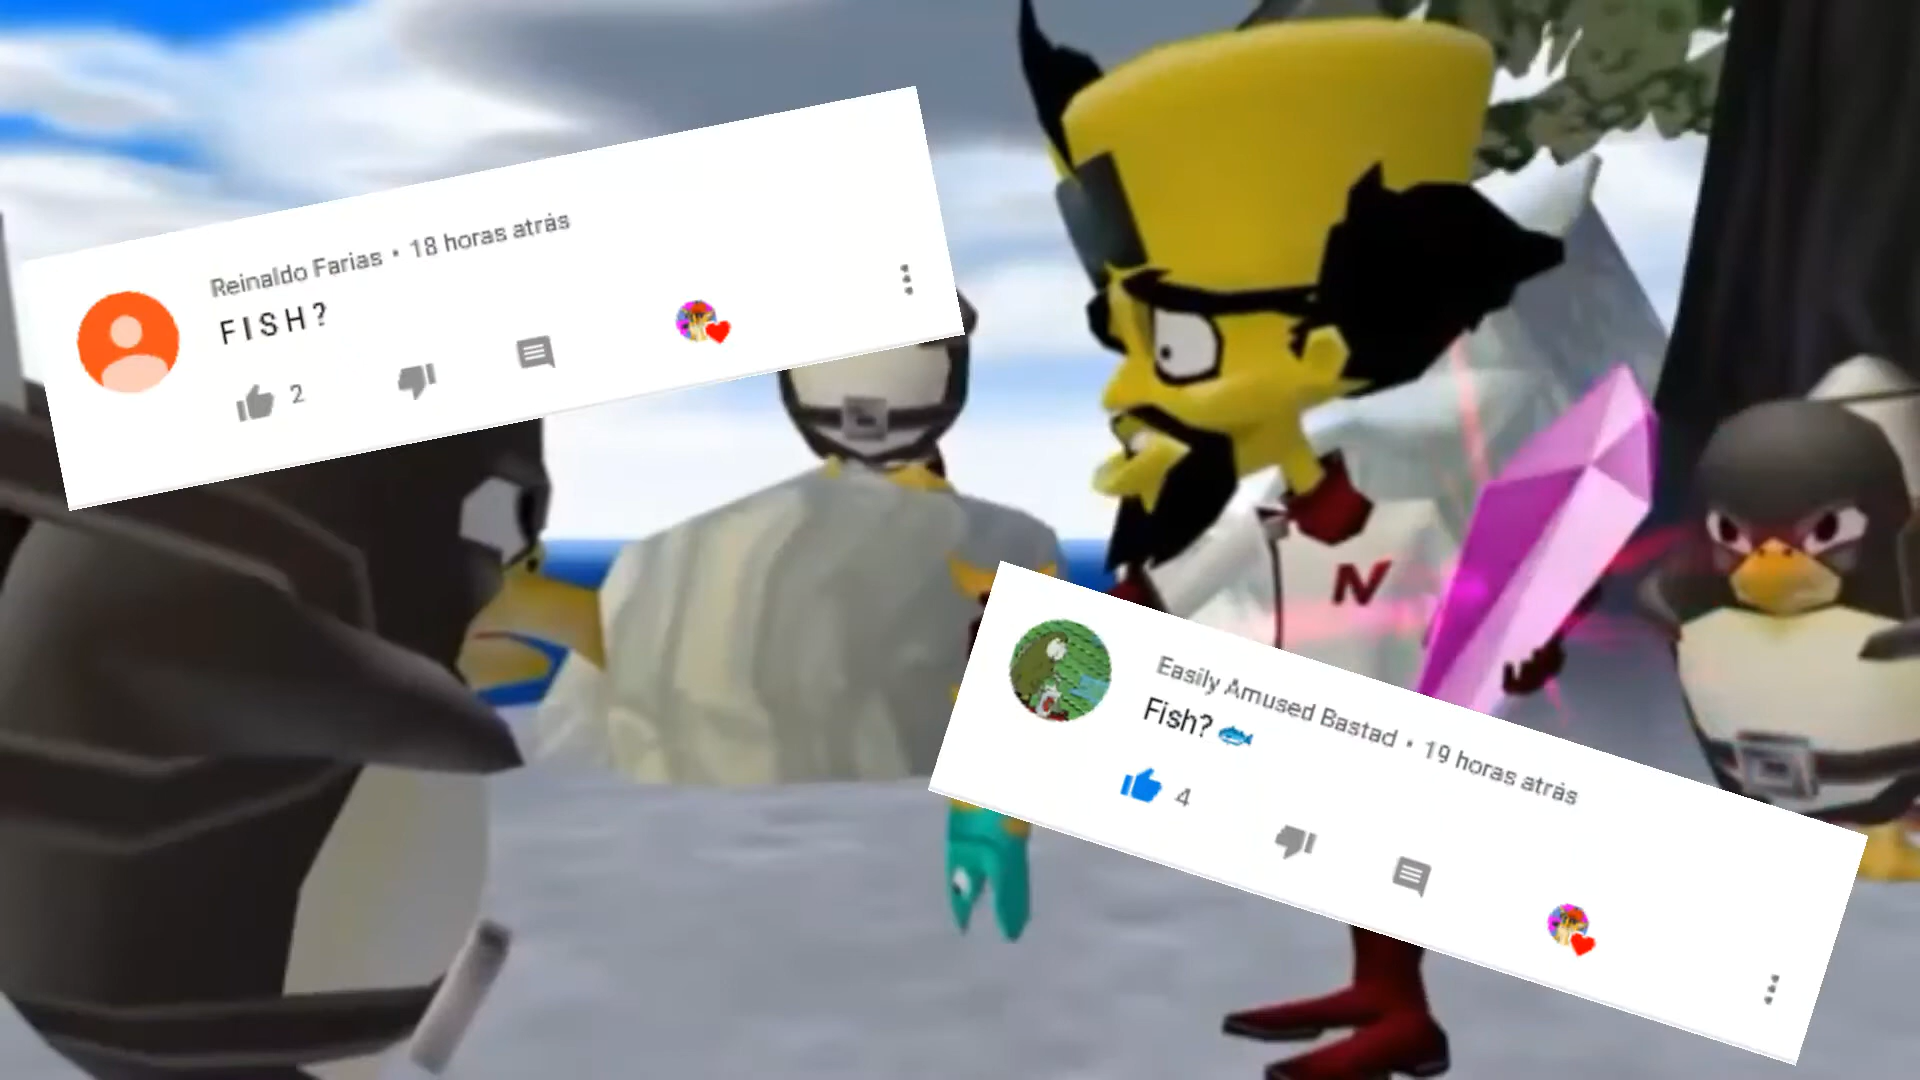 Reinaldo Farias • 18 horas atrás
FISH?
2
N
Easily Amused Bastad • 19 horas atrás
Fish? 🐟
4